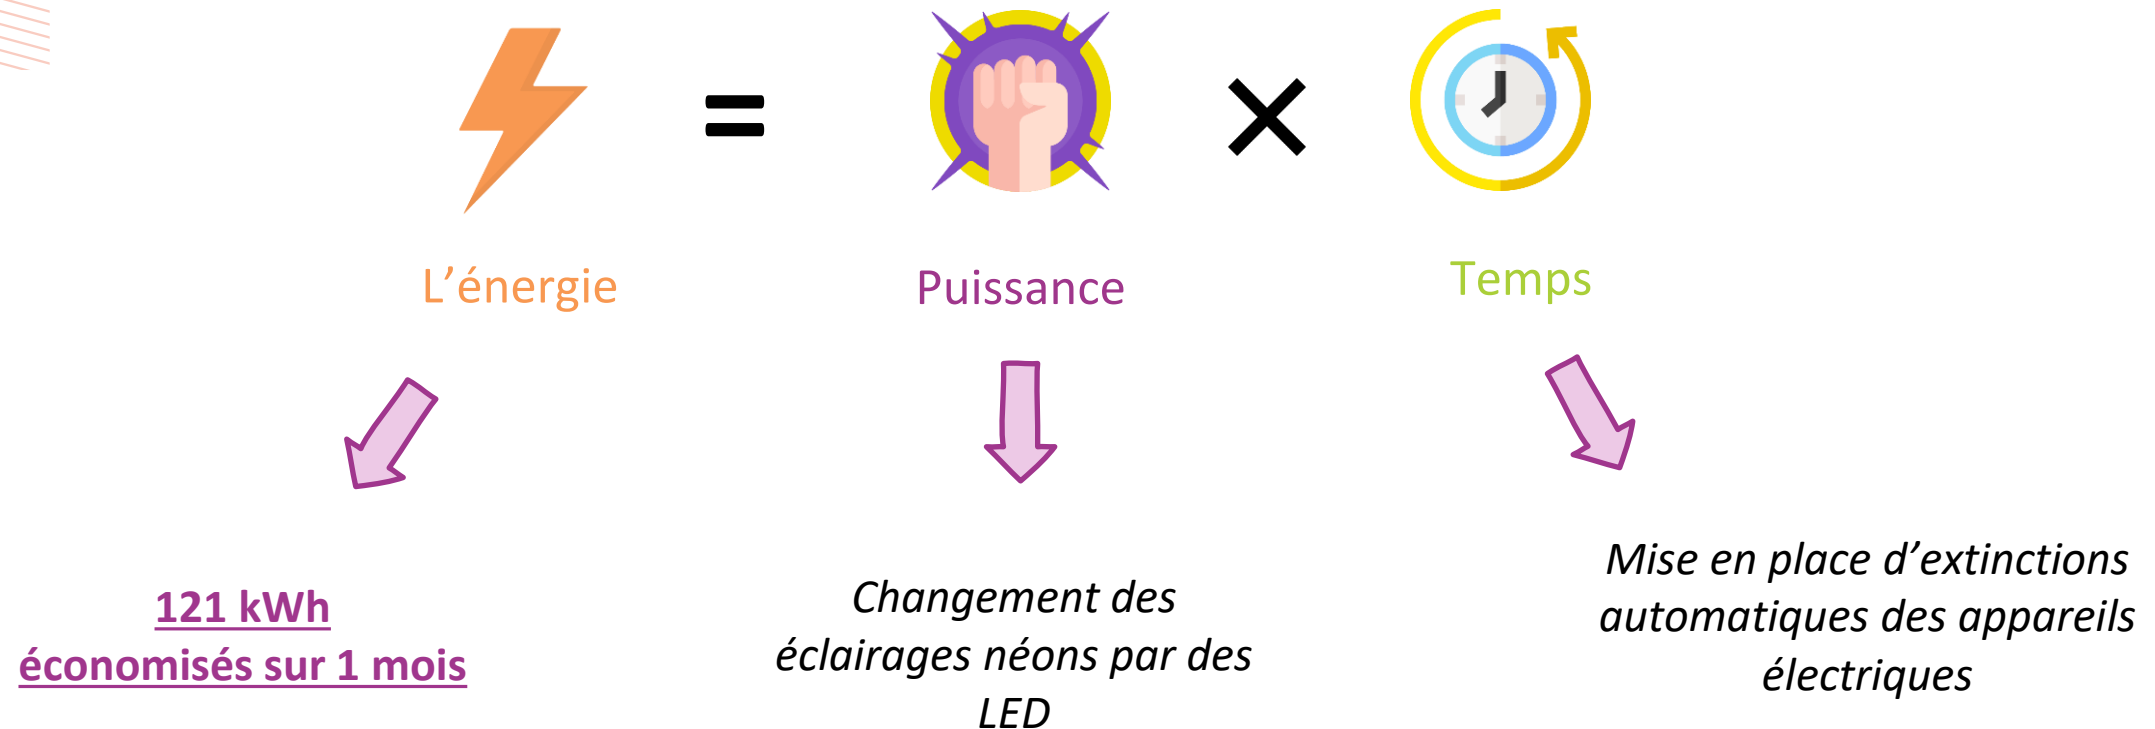 =
×
L’énergie
Puissance
Temps
121 kWh
économisés sur 1 mois
Changement des
éclairages néons par des
LED
Mise en place d’extinctions
automatiques des appareils
électriques